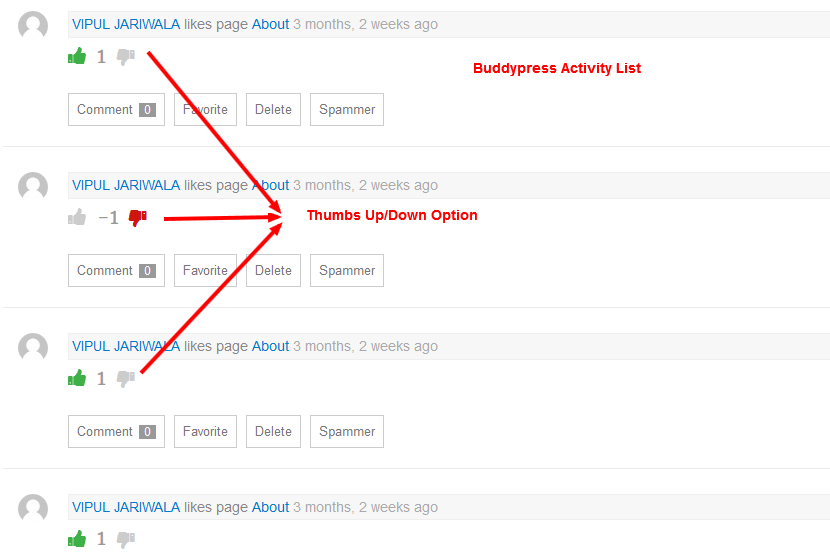 VIPUL JARIWALA likes page About 3 months, 2 weeks ago
1
Buddypress Activity List
Comment 0 Favorite Delete Spammer
VIPUL JARIWALA likes page About 3 months, 2 weeks ago
−1
Thumbs Up/Down Option
Comment 0 Favorite Delete Spammer
VIPUL JARIWALA likes page About 3 months, 2 weeks ago
1
Comment 0 Favorite Delete Spammer
VIPUL JARIWALA likes page About 3 months, 2 weeks ago
1